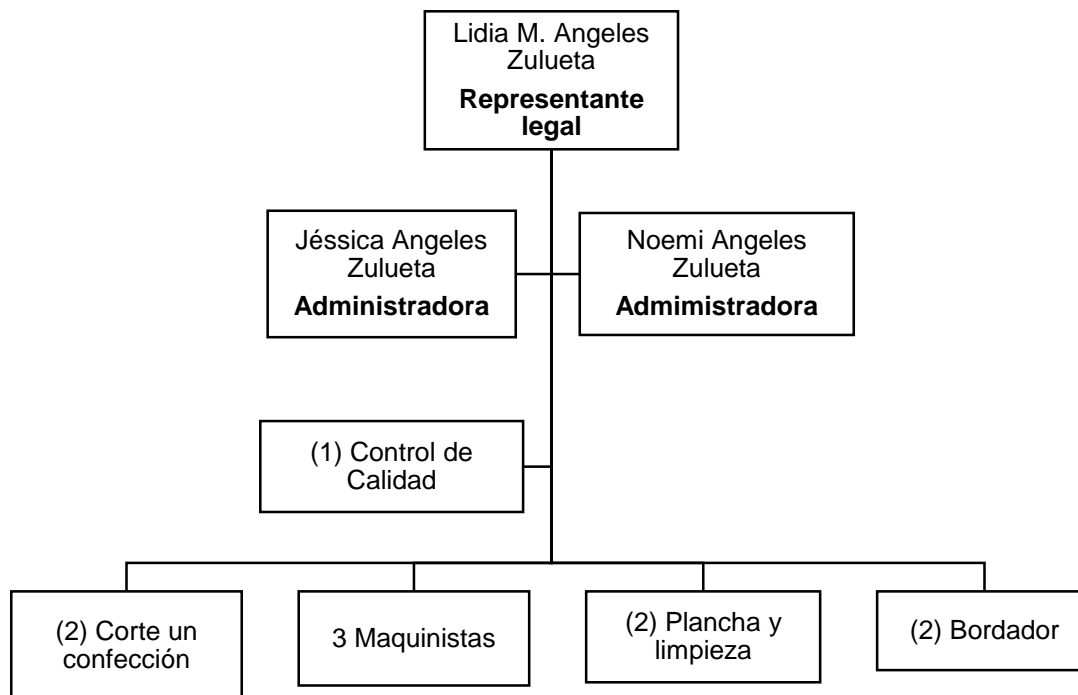 Lidia M. Angeles
Zulueta
Representante
legal
Jéssica Angeles
Zulueta
Administradora
Noemi Angeles
Zulueta
Admimistradora
(1) Control de
Calidad
(2) Corte un
confección
3 Maquinistas
(2) Plancha y
limpieza
(2) Bordador